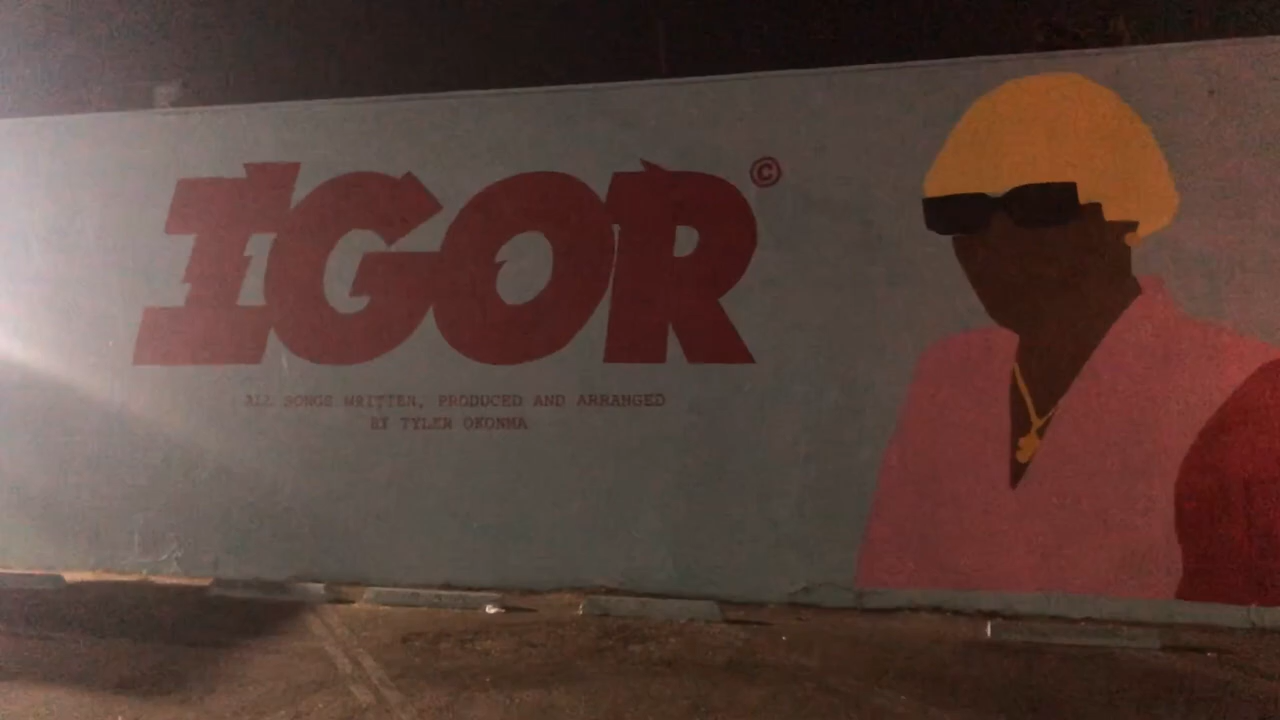 IGOR©
ALL SONGS WRITTEN, PRODUCED AND ARRANGED
BY TYLER OKONMA